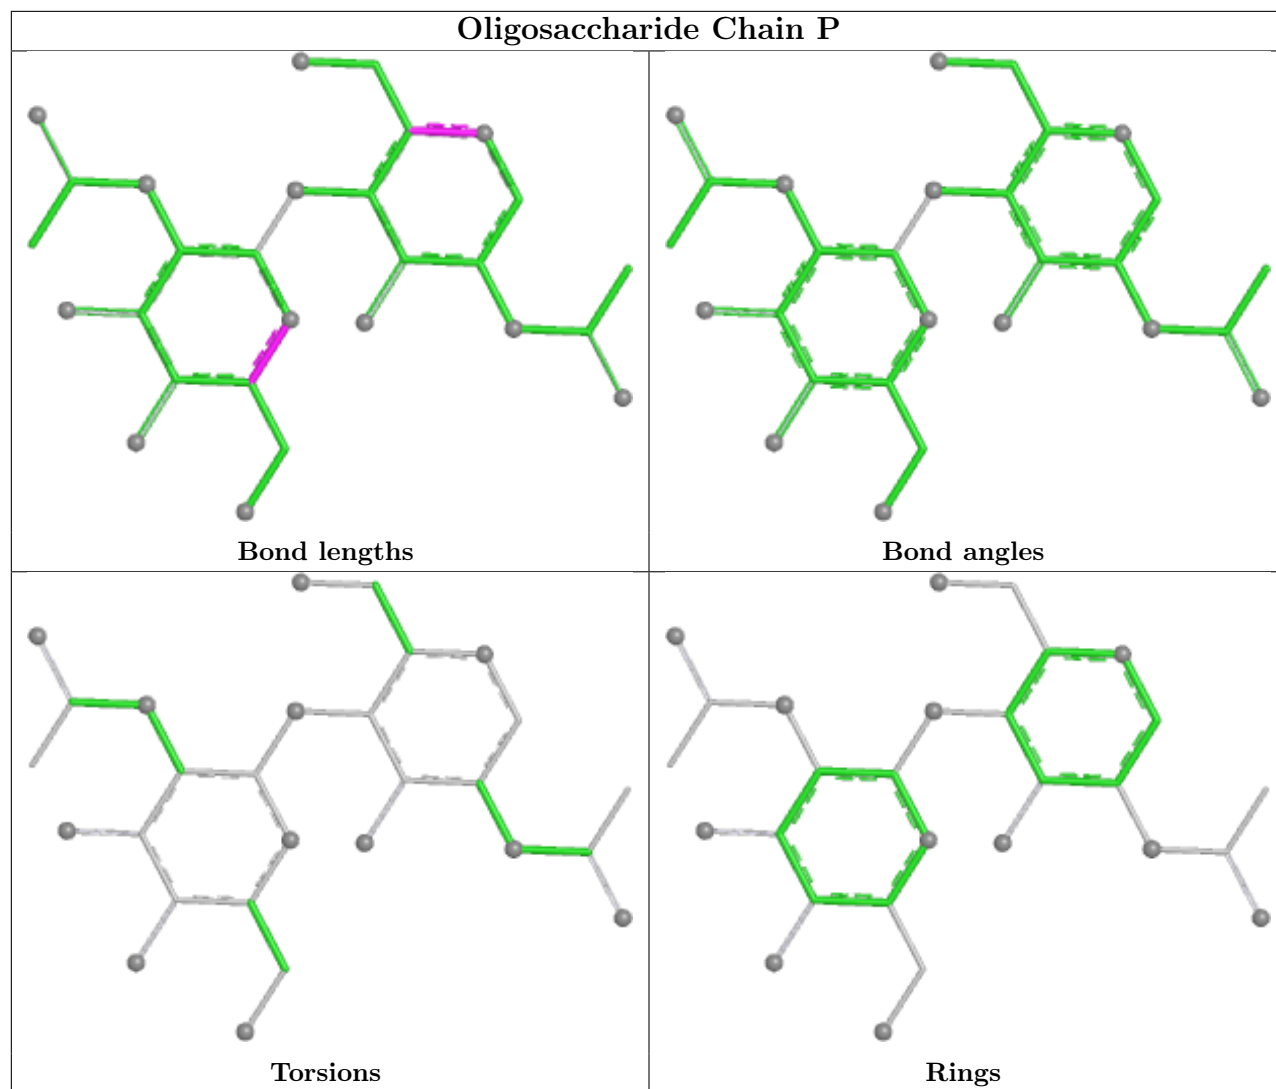 Oligosaccharide Chain P
Bond lengths
Bond angles
Torsions
Rings